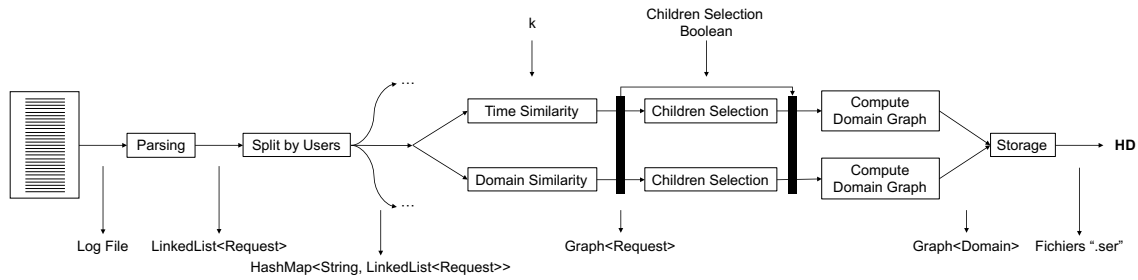 k
Children Selection
Boolean
...
Time Similarity
Children Selection
Compute
Domain Graph
Parsing
Split by Users
Storage
HD
Domain Similarity
Children Selection
Compute
Domain Graph
...
Log File
LinkedList<Request>
Graph<Request>
Graph<Domain>
Fichiers “.ser”
HashMap<String, LinkedList<Request>>